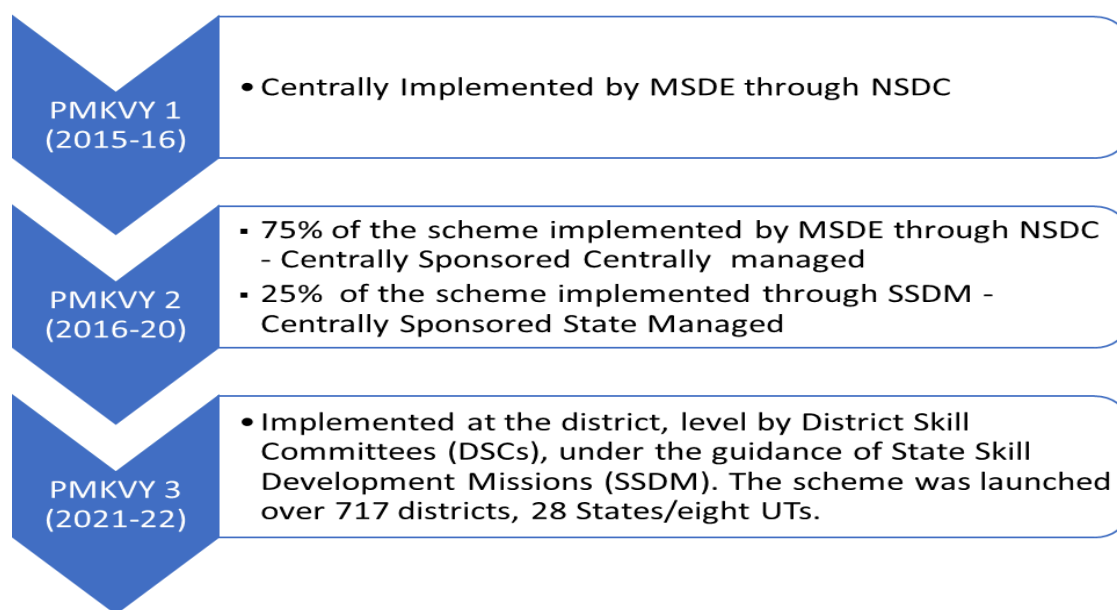 PMKVY 1
(2015-16)
• Centrally Implemented by MSDE through NSDC
PMKVY 2
(2016-20)
▪ 75% of the scheme implemented by MSDE through NSDC
- Centrally Sponsored Centrally managed
▪ 25% of the scheme implemented through SSDM -
Centrally Sponsored State Managed
PMKVY 3
(2021-22)
• Implemented at the district, level by District Skill
Committees (DSCs), under the guidance of State Skill
Development Missions (SSDM). The scheme was launched
over 717 districts, 28 States/eight UTs.